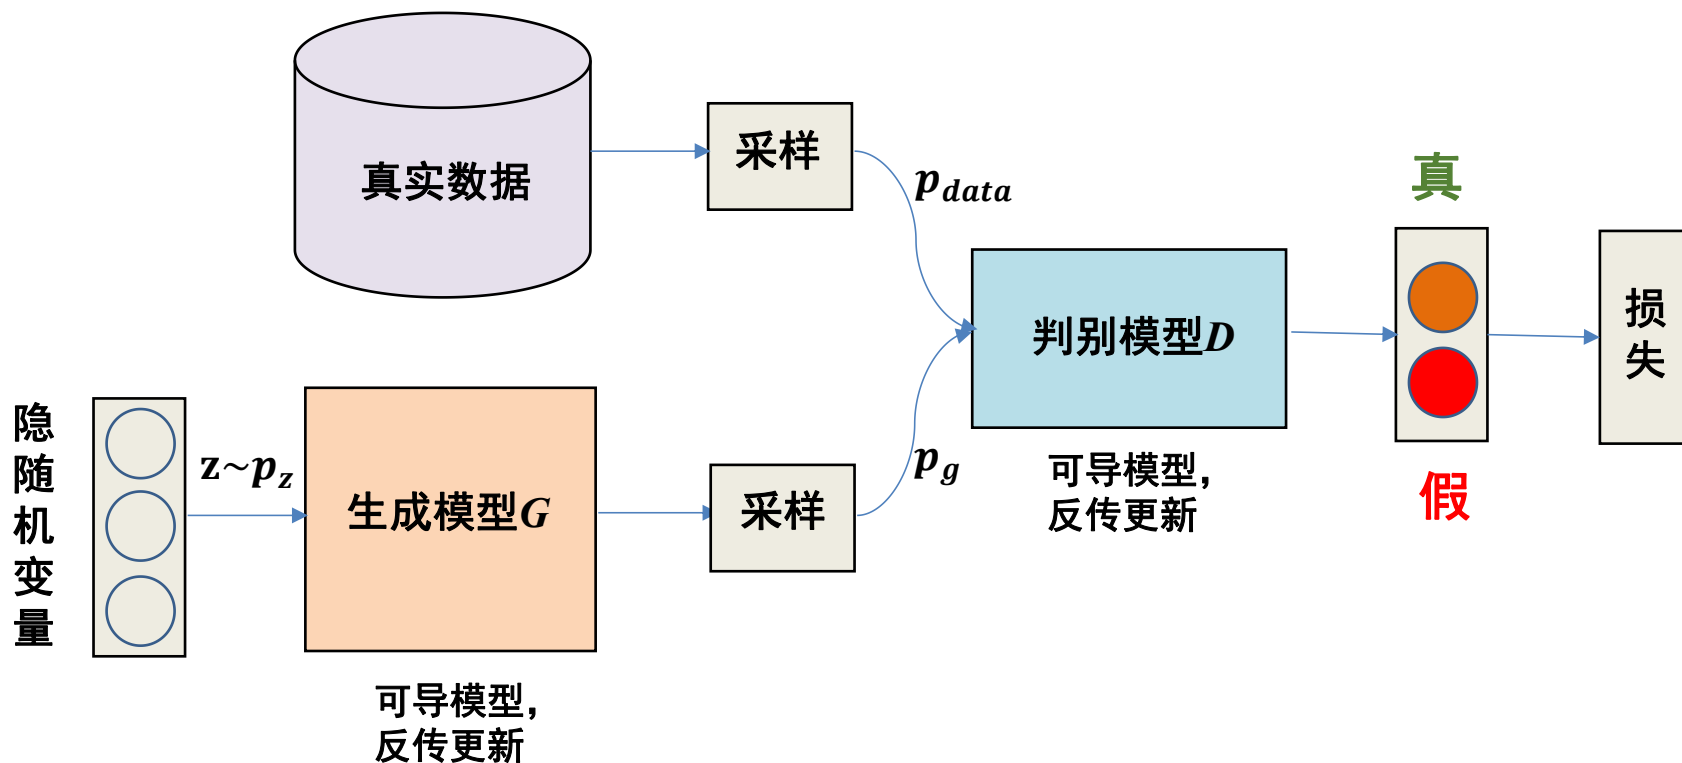 真实数据
采样
p_data
真
判别模型D
损失
隐随机变量
z~p_z
生成模型G
采样
p_g
可导模型,
反传更新
假
可导模型,
反传更新